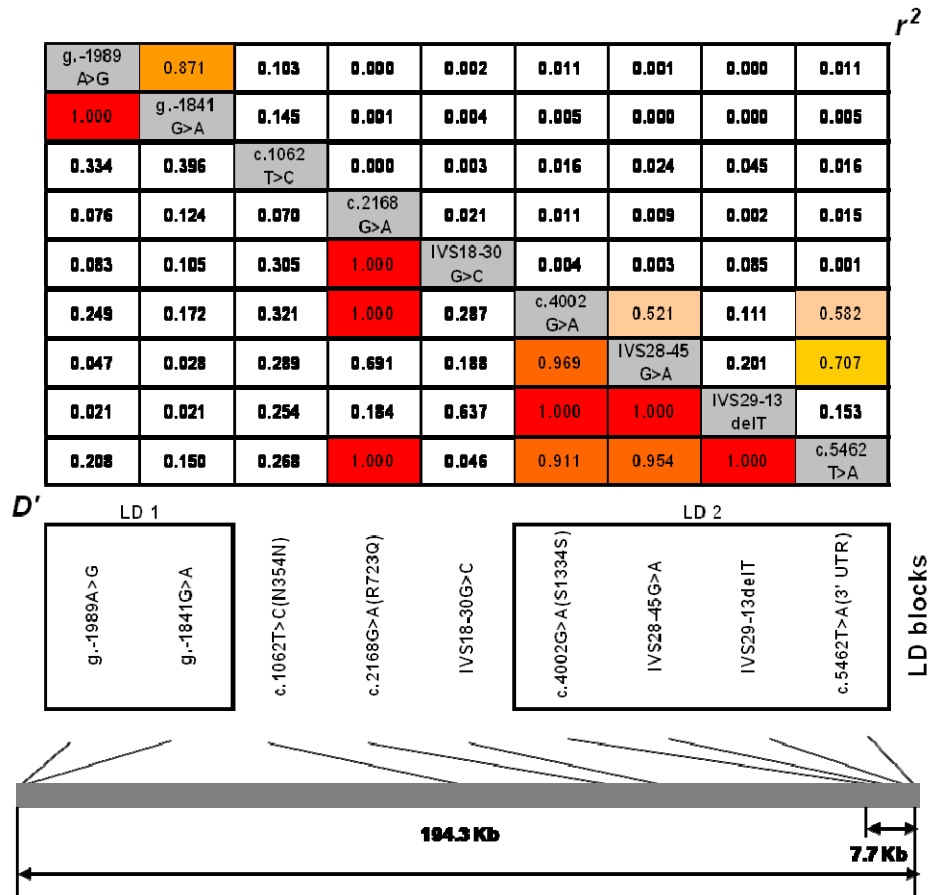 r²
g.-1989 A>G 0.871 0.103 0.000 0.002 0.011 0.001 0.000 0.011
1.000 g.-1841 G>A 0.145 0.001 0.004 0.005 0.000 0.000 0.005
0.334 0.396 c.1062 T>C 0.000 0.003 0.016 0.024 0.045 0.016
0.076 0.124 0.070 c.2168 G>A 0.021 0.011 0.009 0.002 0.015
0.083 0.105 0.305 1.000 IVS18-30 G>C 0.004 0.003 0.085 0.001
0.249 0.172 0.321 1.000 0.287 c.4002 G>A 0.521 0.111 0.582
0.047 0.028 0.289 0.691 0.188 0.969 IVS28-45 G>A 0.201 0.707
0.021 0.021 0.254 0.184 0.637 1.000 1.000 IVS29-13 delT 0.153
0.208 0.150 0.268 1.000 0.046 0.911 0.954 1.000 c.5462 T>A
D'
LD 1
LD 2
g.-1989A>G
g.-1841G>A
c.1062T>C(N354N)
c.2168G>A(R723Q)
IVS18-30G>C
c.4002G>A(S1334S)
IVS28-45G>A
IVS29-13delT
c.5462T>A(3' UTR)
LD blocks
194.3 Kb
7.7 Kb